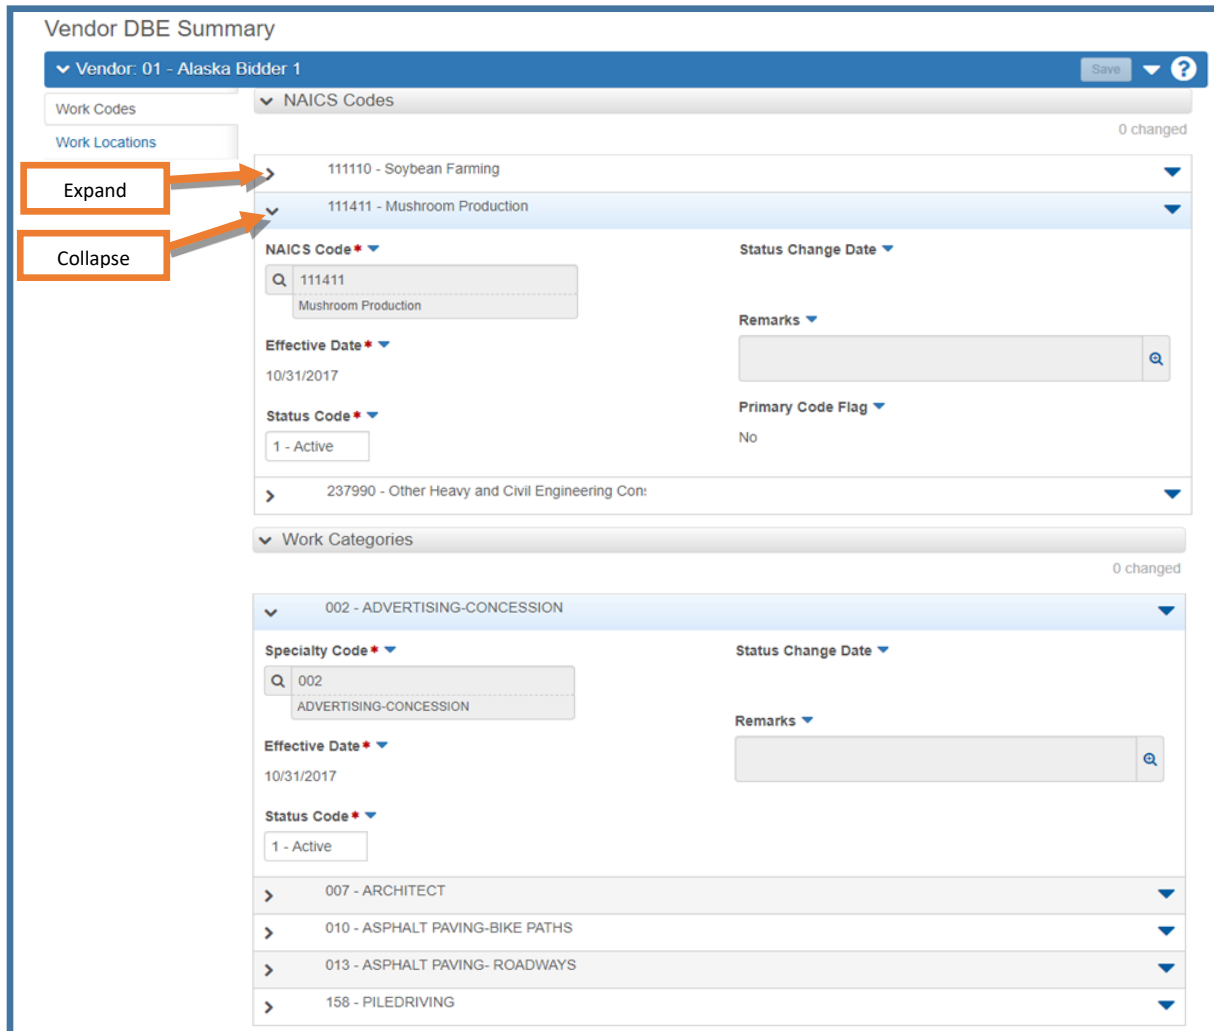 Vendor DBE Summary
Vendor: 01 - Alaska Bidder 1
Save
?
Work Codes
Work Locations
Expand
Collapse
NAICS Codes
0 changed
111110 - Soybean Farming
111411 - Mushroom Production
NAICS Code* Status Change Date
111411
Mushroom Production
Remarks
Effective Date*
10/31/2017
Primary Code Flag
Status Code*
No
1 - Active
237990 - Other Heavy and Civil Engineering Con:
Work Categories
0 changed
002 - ADVERTISING-CONCESSION
Specialty Code* Status Change Date
002
ADVERTISING-CONCESSION
Remarks
Effective Date*
10/31/2017
Status Code*
1 - Active
007 - ARCHITECT
010 - ASPHALT PAVING-BIKE PATHS
013 - ASPHALT PAVING- ROADWAYS
158 - PILEDRIVING